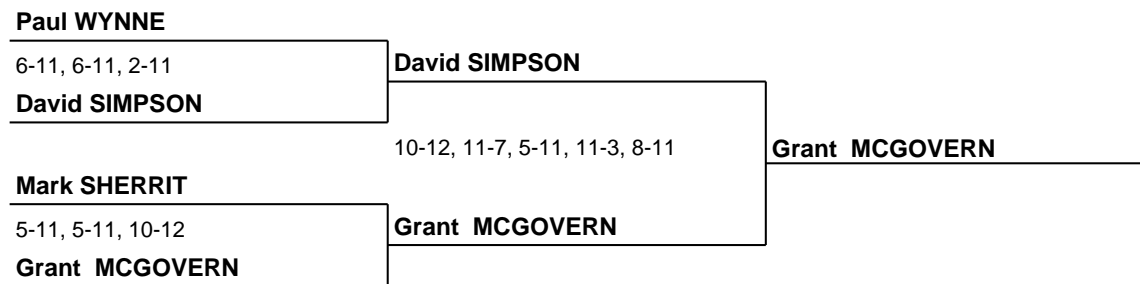 Paul WYNNE
6-11, 6-11, 2-11
David SIMPSON
David SIMPSON
10-12, 11-7, 5-11, 11-3, 8-11
Grant MCGOVERN
Mark SHERRIT
5-11, 5-11, 10-12
Grant MCGOVERN
Grant MCGOVERN